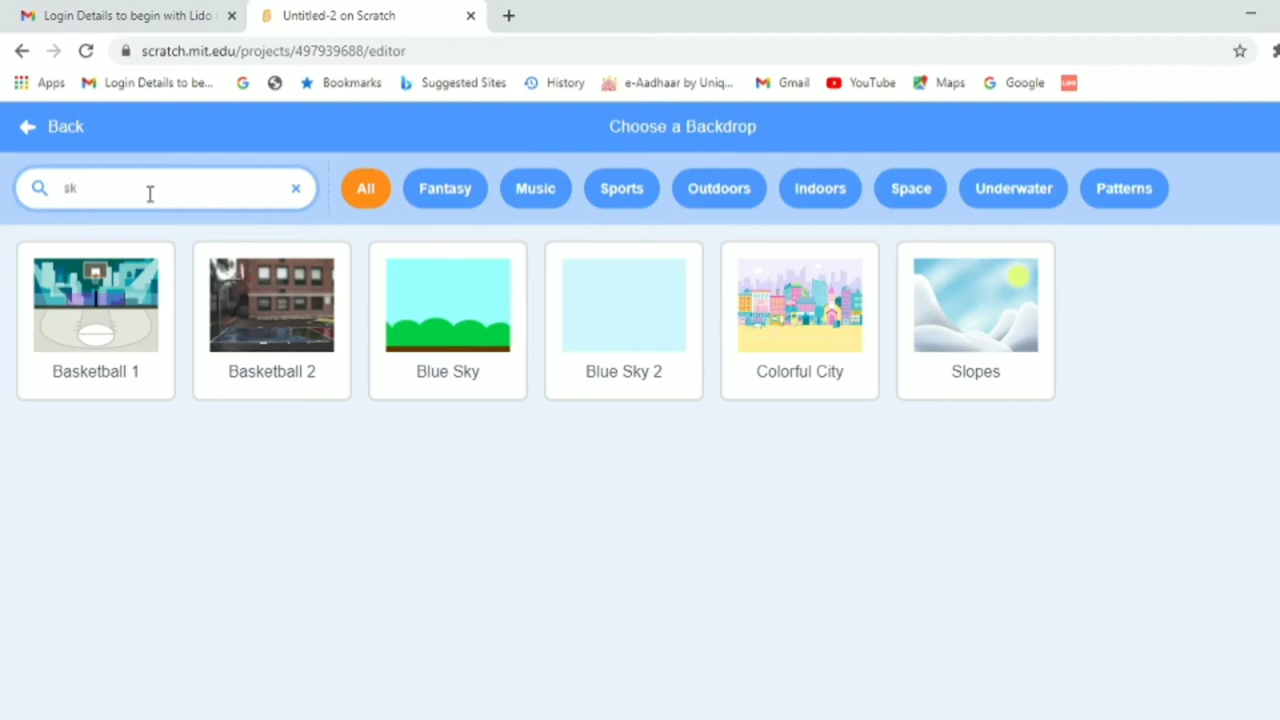 Login Details to begin with Lido
Untitled-2 on Scratch
scratch.mit.edu/projects/497939688/editor
Apps Login Details to be... Bookmarks Suggested Sites History e-Aadhaar by Uniq... Gmail YouTube Maps Google
Back Choose a Backdrop
sk All Fantasy Music Sports Outdoors Indoors Space Underwater Patterns
Basketball 1 Basketball 2 Blue Sky Blue Sky 2 Colorful City Slopes